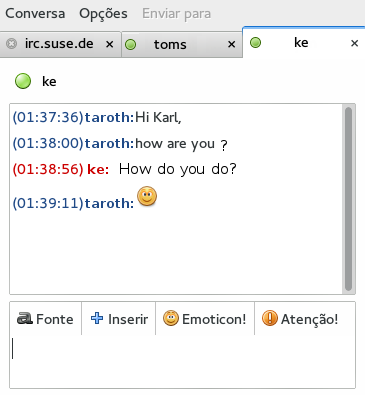 Conversa Opções Enviar para
irc.suse.de × toms × ke ×
ke
(01:37:36)taroth:Hi Karl,
(01:38:00)taroth:how are you ?
(01:38:56) ke: How do you do?
(01:39:11)taroth:
Fonte Inserir Emoticon! Atenção!